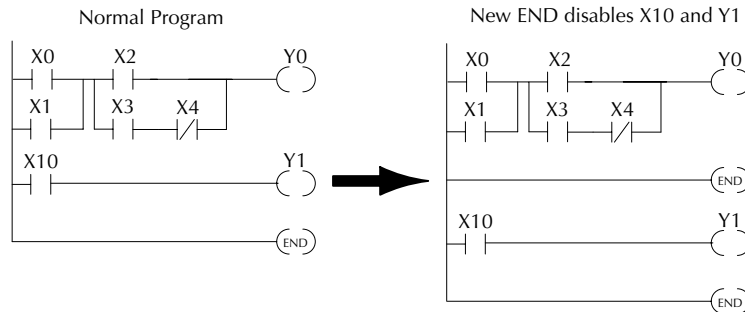 Normal Program
X0 X2 Y0
X1 X3 X4
X10 Y1
END
New END disables X10 and Y1
X0 X2 Y0
X1 X3 X4
END
X10 Y1
END